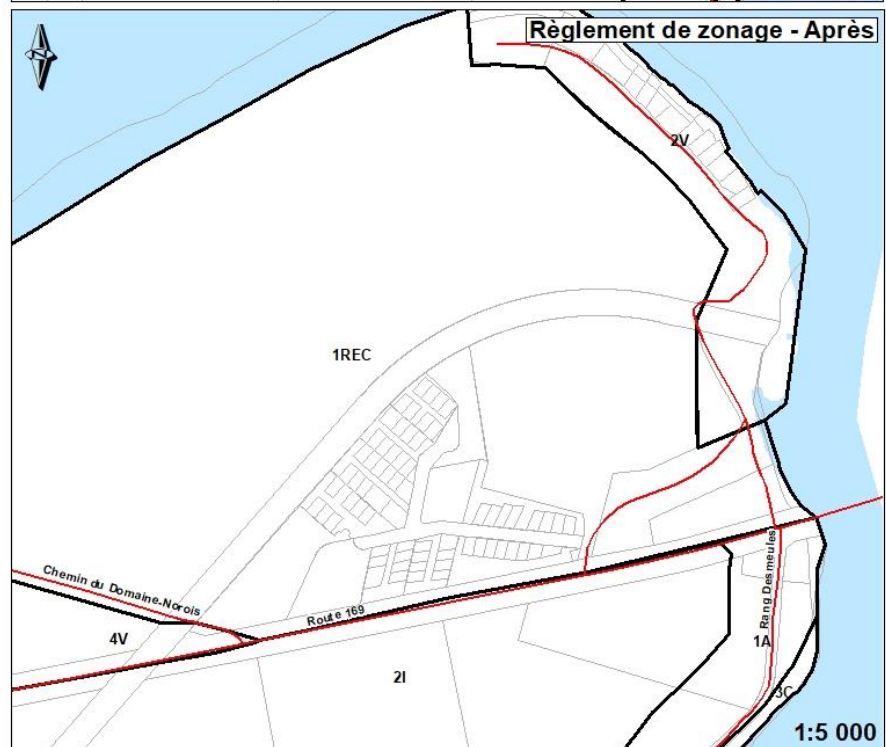 Règlement de zonage - Après
N
2V
1REC
Chemin du Domaine-Norois
Route 169
Rang Desmeules
4V
1A
2I
3C
1:5 000